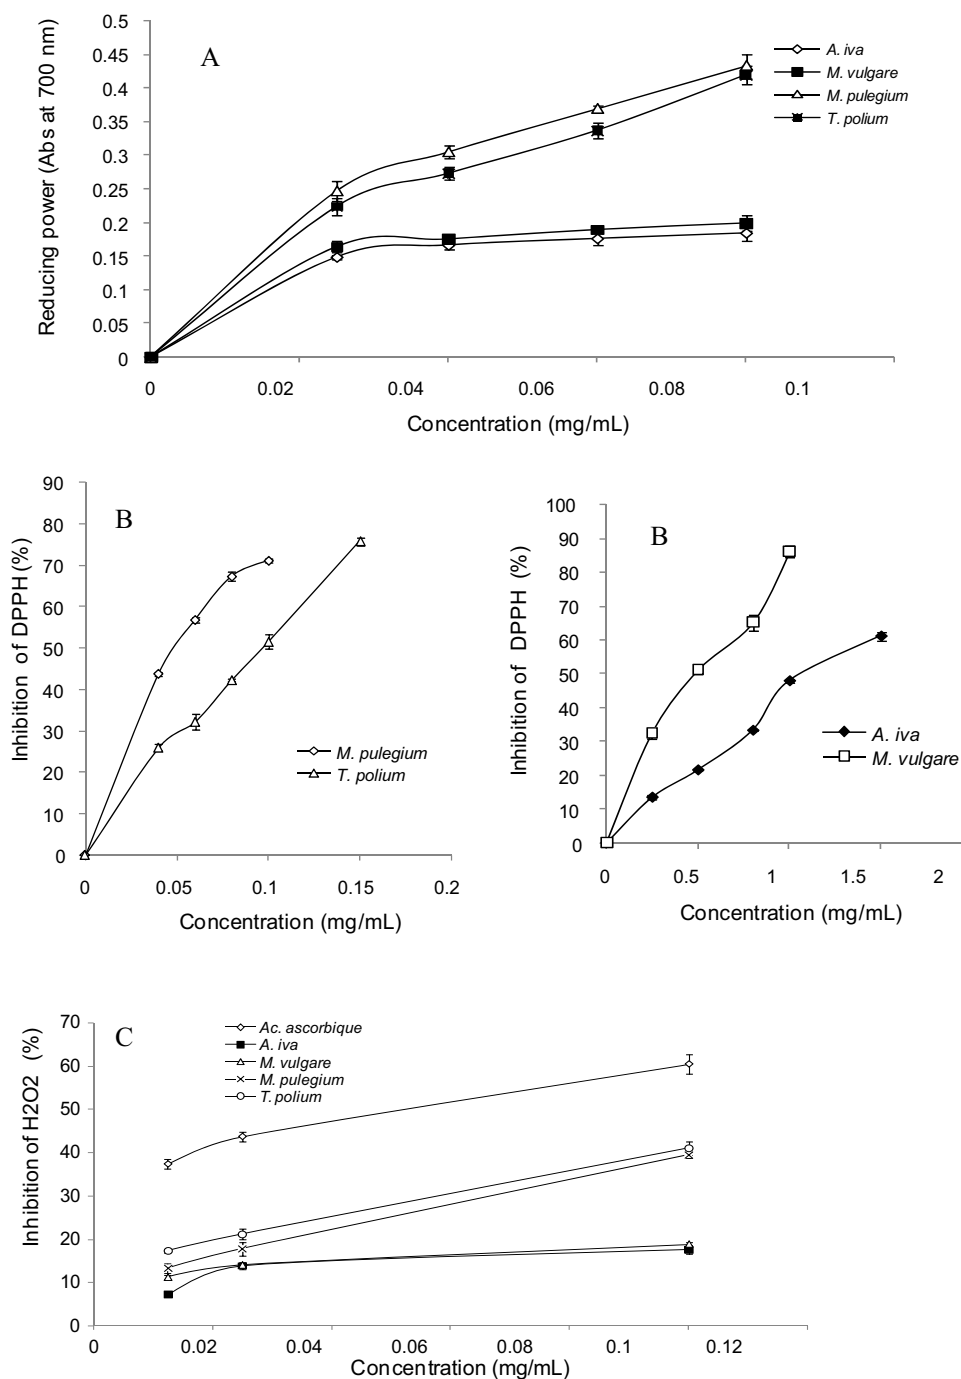 A
0.5
0.45
0.4
0.35
0.3
0.25
0.2
0.15
0.1
0.05
0
Reducing power (Abs at 700 nm)
0 0.02 0.04 0.06 0.08 0.1
Concentration (mg/mL)
A. iva
M. vulgare
M. pulegium
T. polium
B
90
80
70
60
50
40
30
20
10
0
Inhibition of DPPH (%)
0 0.05 0.1 0.15 0.2
Concentration (mg/mL)
M. pulegium
T. polium
B
100
90
80
70
60
50
40
30
20
10
0
Inhibition of DPPH (%)
0 0.5 1 1.5 2
Concentration (mg/mL)
A. iva
M. vulgare
C
70
60
50
40
30
20
10
0
Inhibition of H2O2 (%)
0 0.02 0.04 0.06 0.08 0.1 0.12
Concentration (mg/mL)
Ac. ascorbique
A. iva
M. vulgare
M. pulegium
T. polium